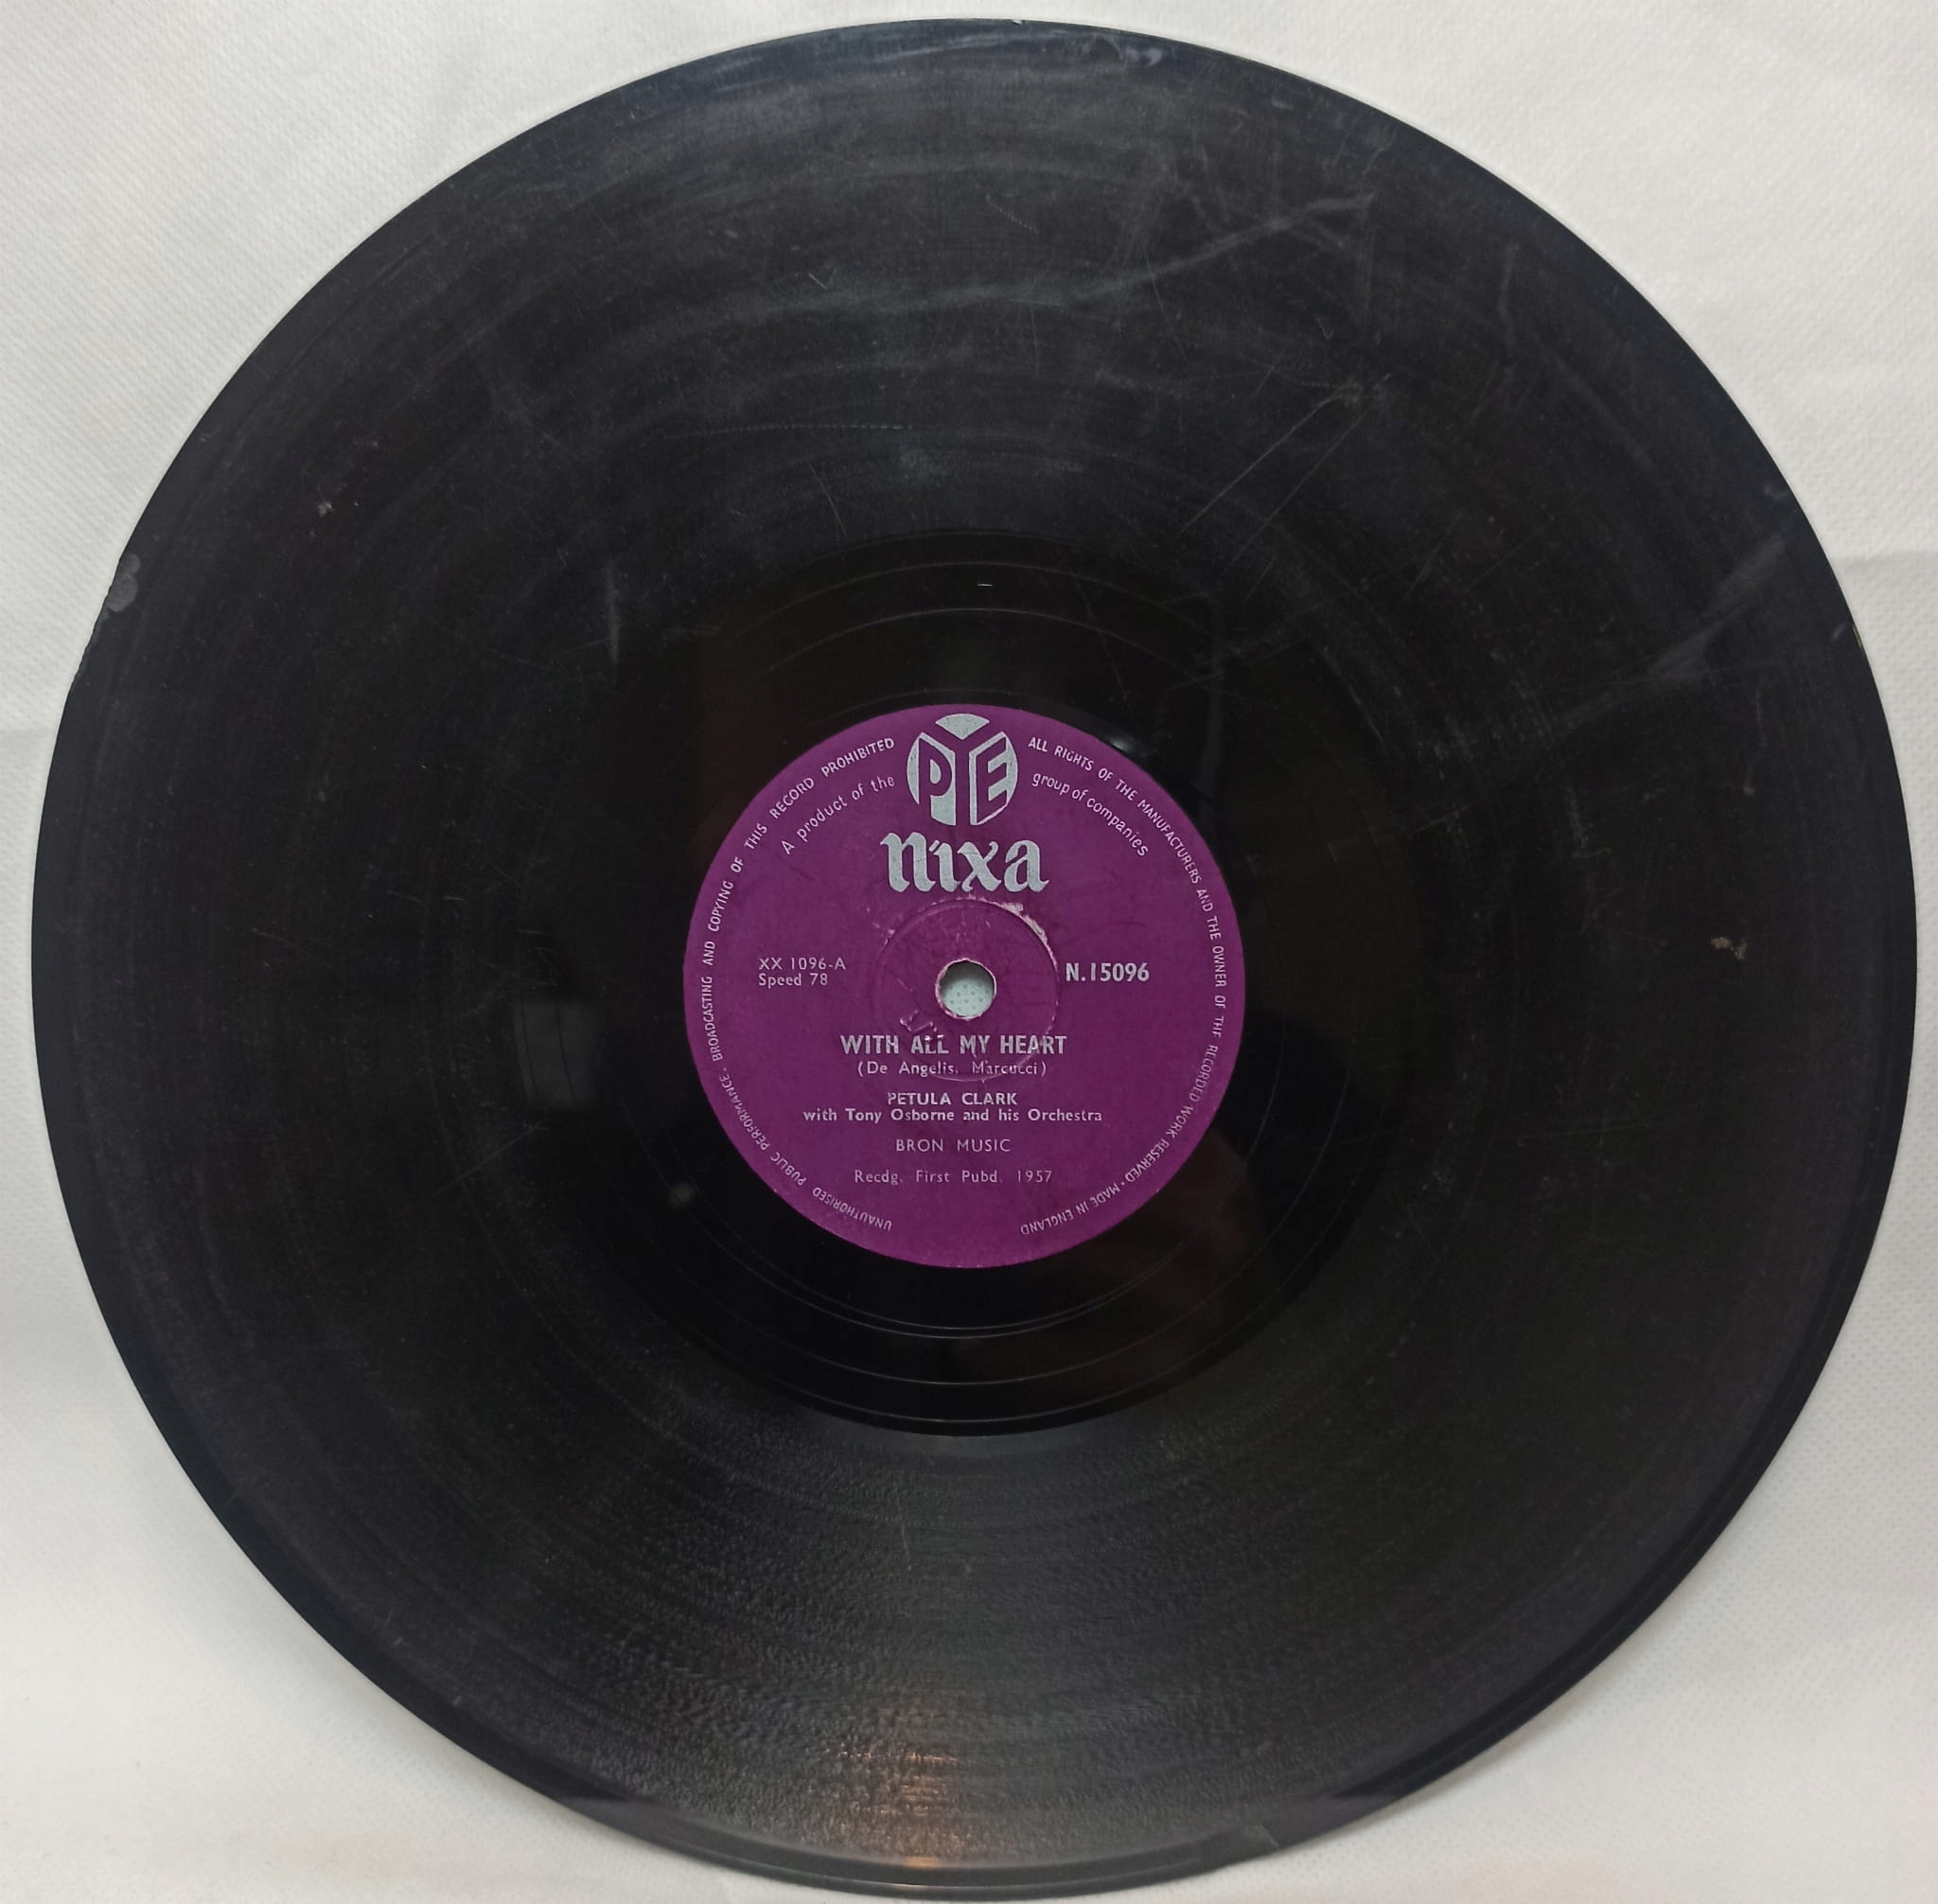 UNAUTHORISED PUBLIC PERFORMANCE, BROADCASTING AND COPYING OF THIS RECORD PROHIBITED
ALL RIGHTS OF THE MANUFACTURERS AND THE OWNER OF THE RECORDED WORK RESERVED • MADE IN ENGLAND
A product of the
PYE
group of companies
nixa
XX 1096-A
Speed 78
N.15096
WITH ALL MY HEART
(De Angelis, Marcucci)
PETULA CLARK
with Tony Osborne and his Orchestra
BRON MUSIC
Recdg. First Pubd. 1957